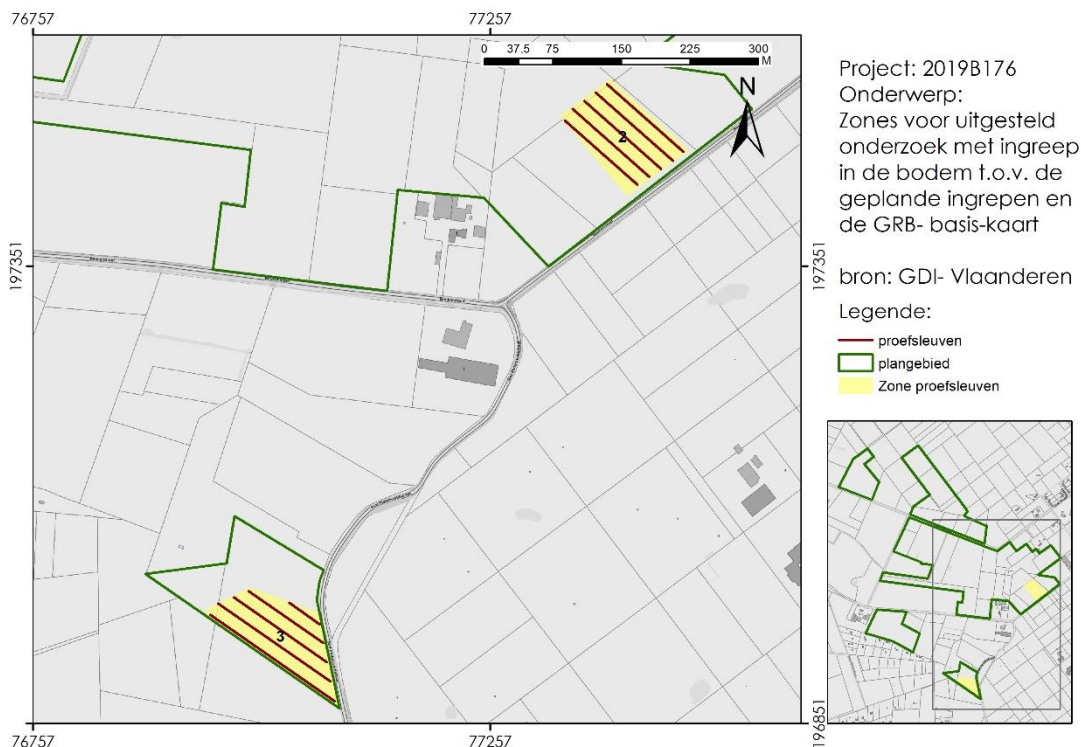 76757
77257
0 37.5 75 150 225 300
M
N
2
197351
197351
3
76757
77257
196851
Project: 2019B176
Onderwerp:
Zones voor uitgesteld
onderzoek met ingreep
in de bodem t.o.v. de
geplande ingrepen en
de GRB- basis-kaart
bron: GDI- Vlaanderen
Legende:
proefsleuven
plangebied
Zone proefsleuven